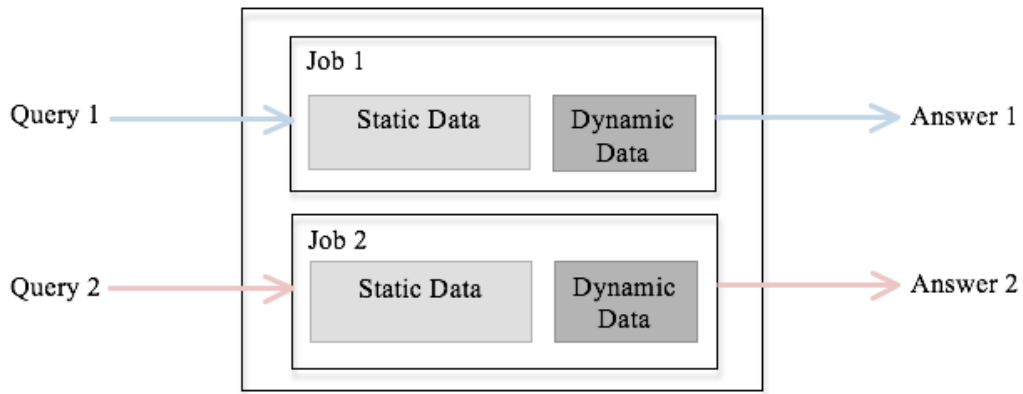 Job 1
Query 1
Static Data
Dynamic
Data
Answer 1
Job 2
Query 2
Static Data
Dynamic
Data
Answer 2